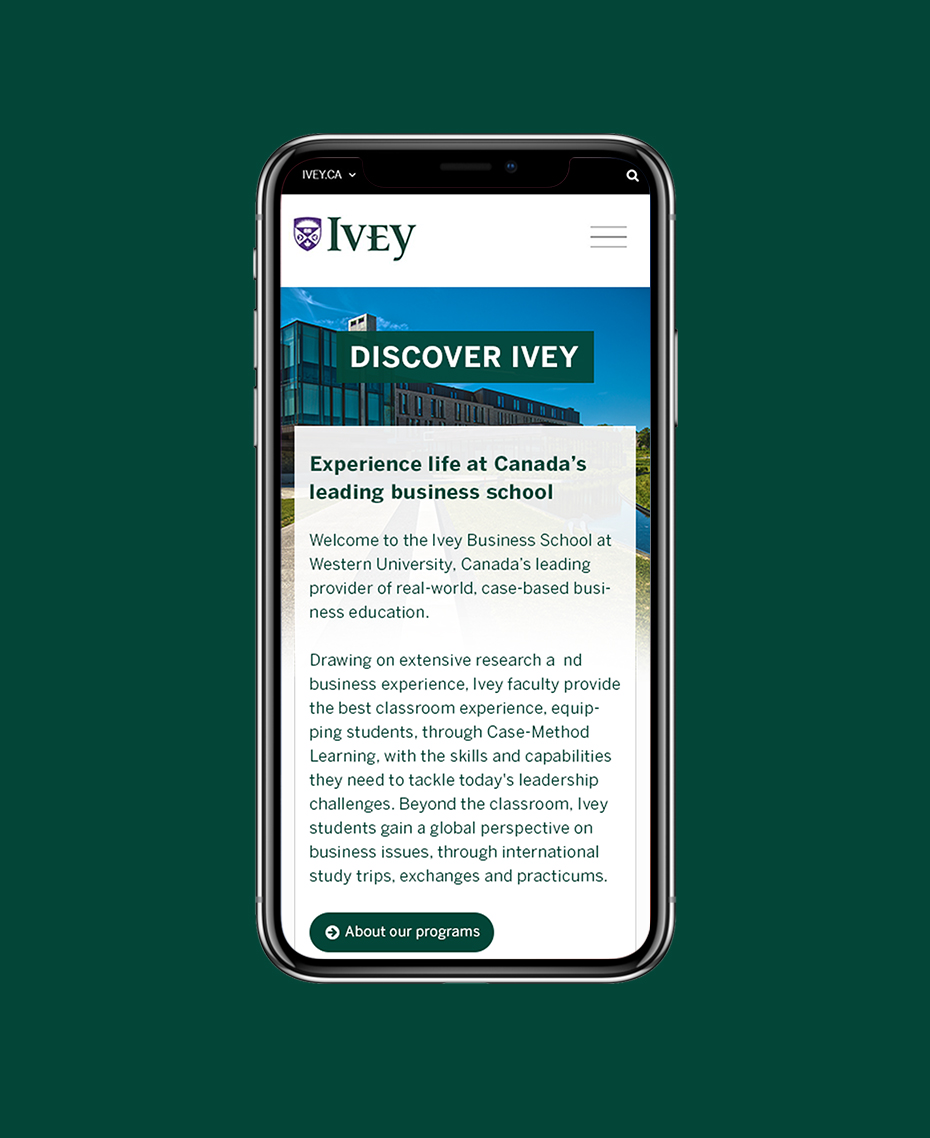 IVEY.CA
IVEY
DISCOVER IVEY
Experience life at Canada’s
leading business school
Welcome to the Ivey Business School at
Western University, Canada’s leading
provider of real-world, case-based busi-
ness education.
Drawing on extensive research a  nd
business experience, Ivey faculty provide
the best classroom experience, equip-
ping students, through Case-Method
Learning, with the skills and capabilities
they need to tackle today's leadership
challenges. Beyond the classroom, Ivey
students gain a global perspective on
business issues, through international
study trips, exchanges and practicums.
About our programs